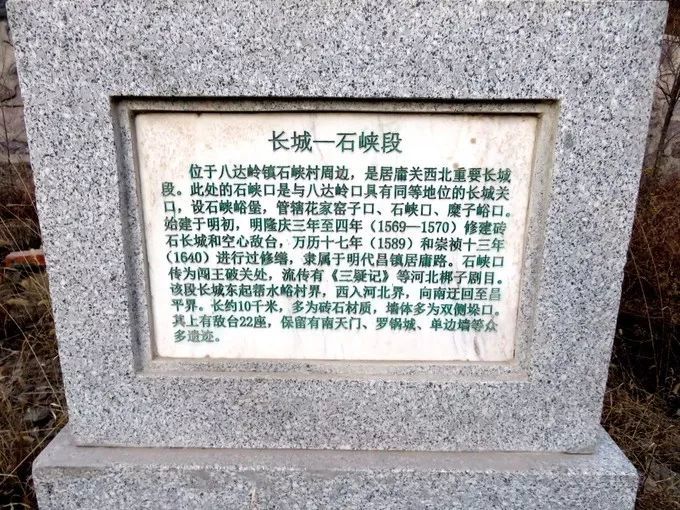 长城—石峡段
位于八达岭镇石峡村周边，是居庸关西北重要长城
段。此处的石峡口是与八达岭口具有同等地位的长城关
口，设石峡峪堡，管辖花家窑子口、石峡口、糜子峪口。
始建于明初，明隆庆三年至四年（1569—1570）修建砖
石长城和空心敌台，万历十七年（1589）和崇祯十三年
（1640）进行过修缮，隶属于明代昌镇居庸路。石峡口
传为闯王破关处，流传有《三疑记》等河北梆子剧目。
该段长城东起帮水峪村界，西入河北界，向南迂回至昌
平界。长约10千米，多为砖石材质，墙体多为双侧垛口。
其上有敌台22座，保留有南天门、罗锅城、单边墙等众
多遗迹。